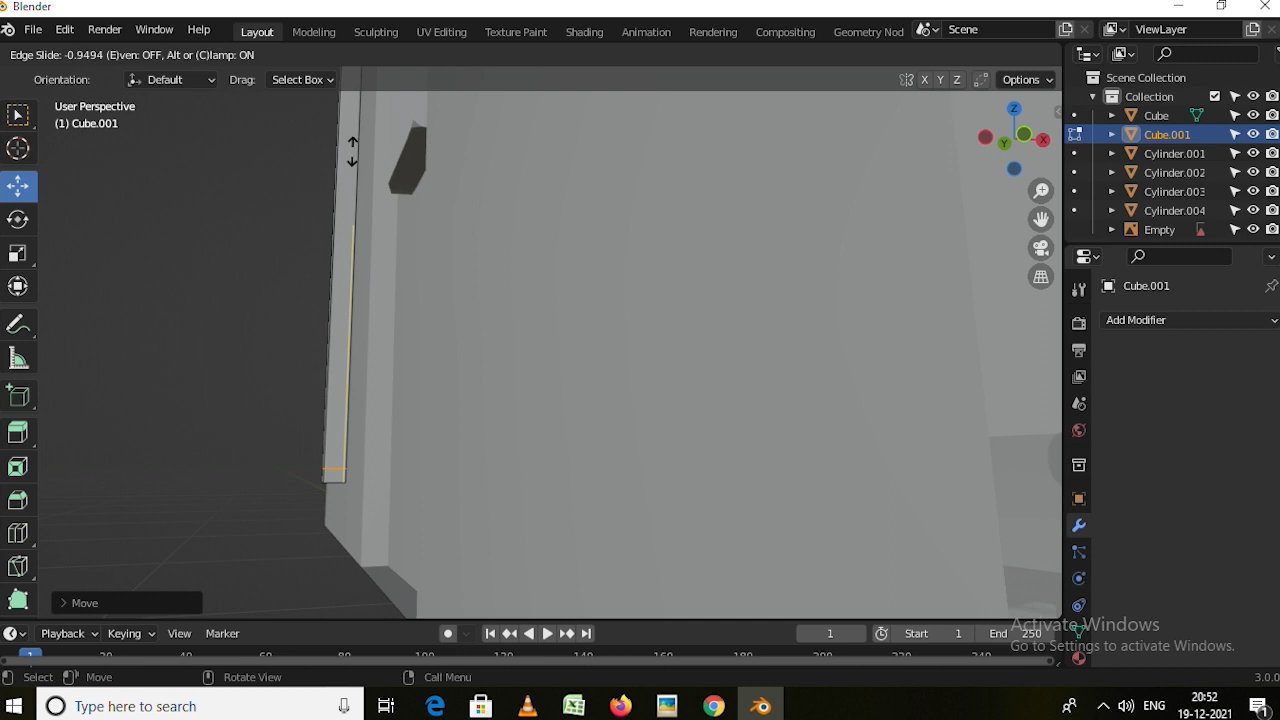 Blender
File Edit Render Window Help Layout Modeling Sculpting UV Editing Texture Paint Shading Animation Rendering Compositing Geometry Nod Scene ViewLayer
Edge Slide: -0.9494 (E)ven: OFF, Alt or (C)lamp: ON
Orientation: Default Drag: Select Box X Y Z Options
User Perspective
(1) Cube.001
Z
X
Y
Scene Collection
Collection
Cube
Cube.001
Cylinder.001
Cylinder.002
Cylinder.003
Cylinder.004
Empty
Cube.001
Add Modifier
Move
Playback Keying View Marker 1 Start 1 End 250
1
Activate Windows
Go to Settings to activate Windows.
Select Move Rotate View Call Menu 3.0.0
Type here to search
ENG 20:52
19-12-2021
1